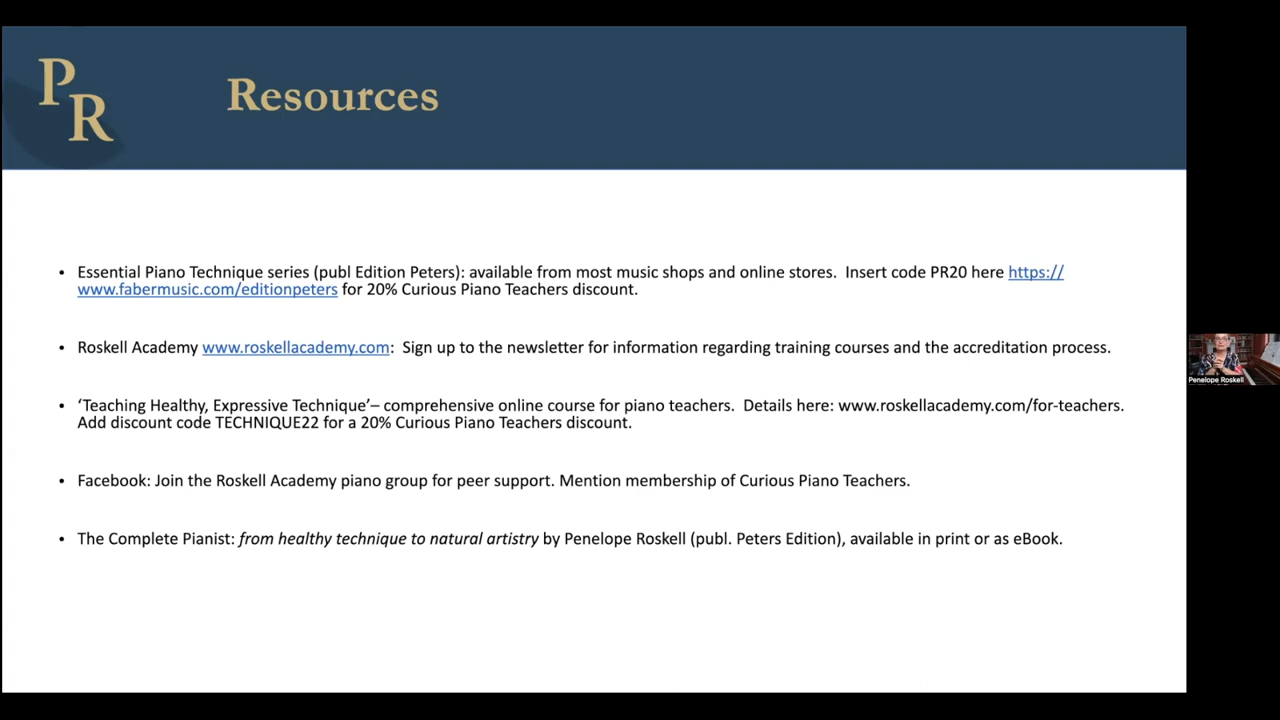 P
R
Resources
• Essential Piano Technique series (publ Edition Peters): available from most music shops and online stores.  Insert code PR20 here https://
www.fabermusic.com/editionpeters for 20% Curious Piano Teachers discount.
• Roskell Academy www.roskellacademy.com:  Sign up to the newsletter for information regarding training courses and the accreditation process.
• ‘Teaching Healthy, Expressive Technique’– comprehensive online course for piano teachers.  Details here: www.roskellacademy.com/for-teachers.
Add discount code TECHNIQUE22 for a 20% Curious Piano Teachers discount.
• Facebook: Join the Roskell Academy piano group for peer support. Mention membership of Curious Piano Teachers.
• The Complete Pianist: from healthy technique to natural artistry by Penelope Roskell (publ. Peters Edition), available in print or as eBook.
Penelope Roskell